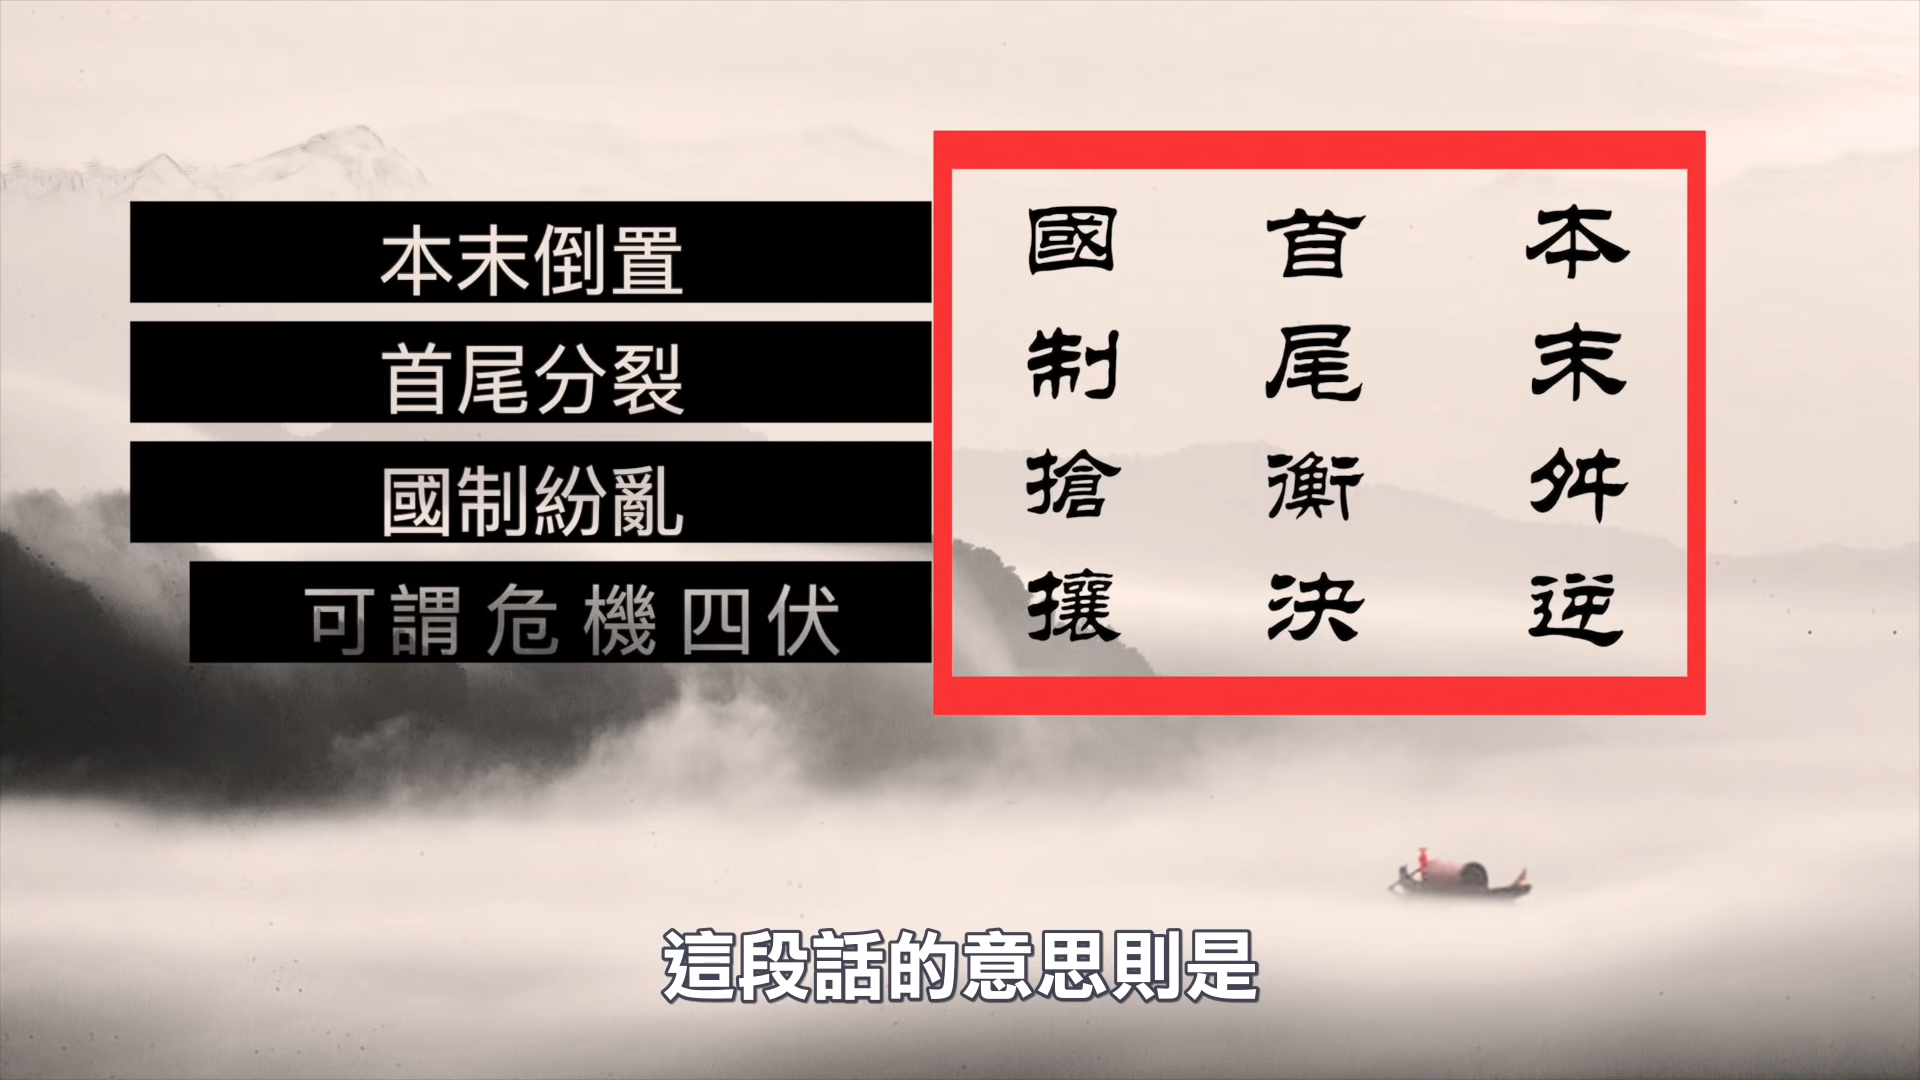 本末舛逆
首尾衡決
國制搶攘
本末倒置
首尾分裂
國制紛亂
可謂危機四伏
這段話的意思則是